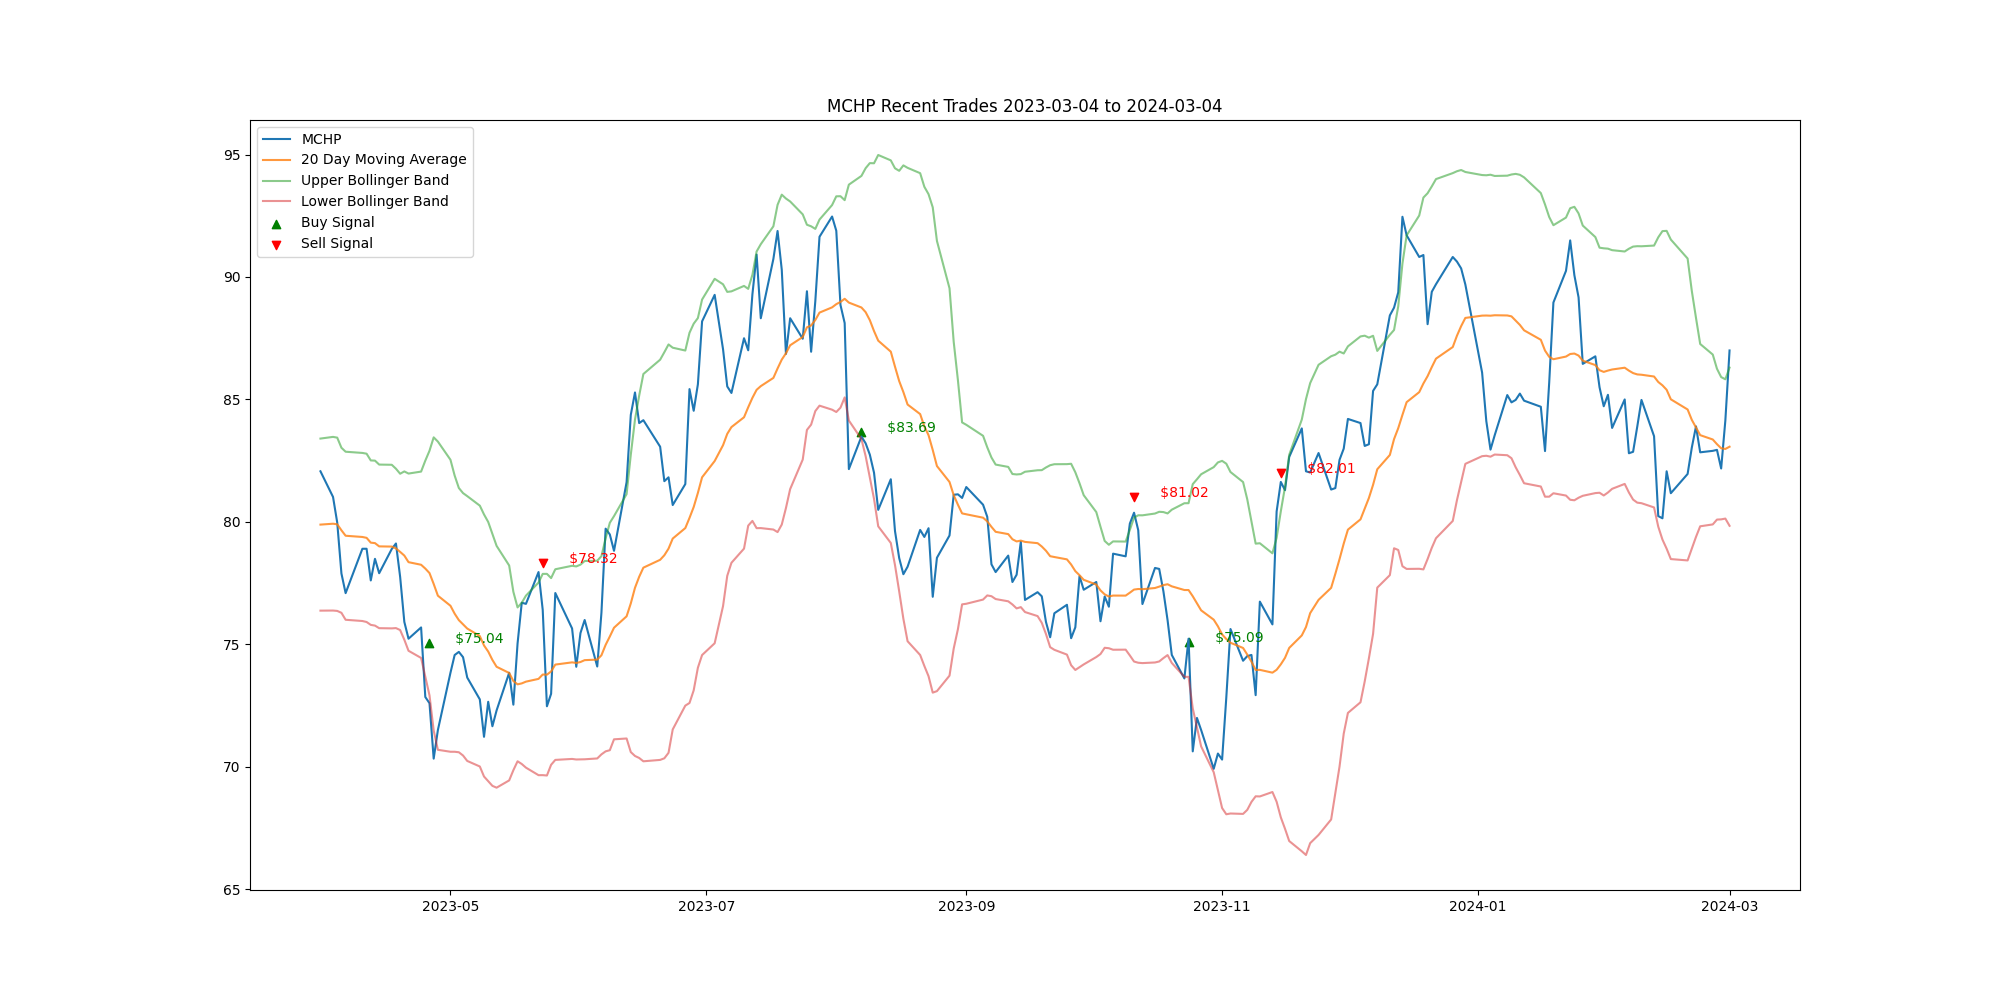 MCHP Recent Trades 2023-03-04 to 2024-03-04
MCHP
20 Day Moving Average
Upper Bollinger Band
Lower Bollinger Band
Buy Signal
Sell Signal
95
90
85
80
75
70
65
$83.69
$82.01
$81.02
$78.32
$75.04
$75.09
2023-05
2023-07
2023-09
2023-11
2024-01
2024-03